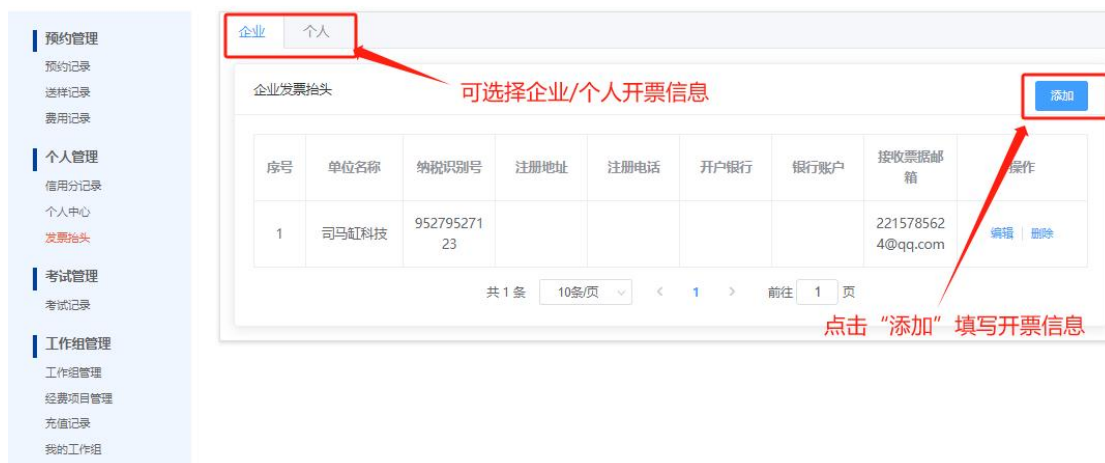 预约管理
预约记录
送样记录
费用记录
个人管理
信用分记录
个人中心
发票抬头
考试管理
考试记录
工作组管理
工作组管理
经费项目管理
充值记录
我的工作组
企业 个人
可选择企业/个人开票信息
企业发票抬头
添加
序号 单位名称 纳税识别号 注册地址 注册电话 开户银行 银行账户 接收票据邮
箱 操作
1 司马缸科技 952795271
23 221578562
4@qq.com 编辑 删除
共 1 条 10条/页 < 1 > 前往 1 页
点击“添加”填写开票信息